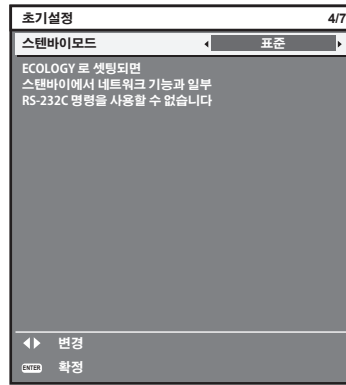 초기설정 4/7
스텐바이모드 표준
ECOLOGY 로 셋팅되면
스탠바이에서 네트워크 기능과 일부
RS-232C 명령을 사용할 수 없습니다
변경
ENTER 확정